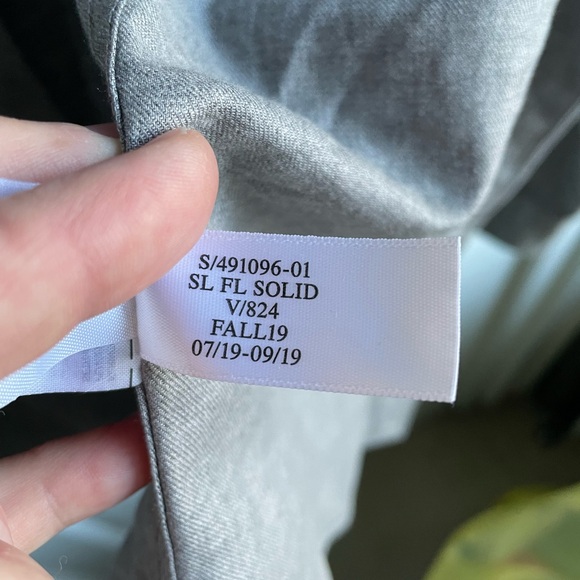 S/491096-01
SL FL SOLID
V/824
FALL19
07/19-09/19